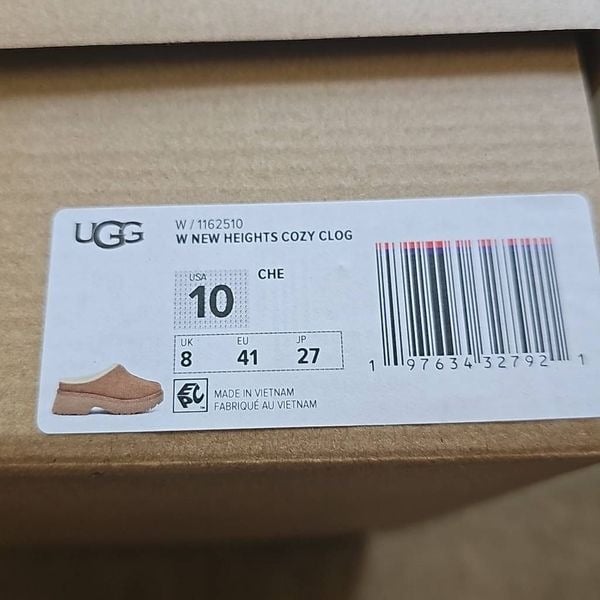 UGG
W / 1162510
W NEW HEIGHTS COZY CLOG
USA
10
CHE
UK EU JP
8 41 27
EPC
MADE IN VIETNAM
FABRIQUÉ AU VIETNAM
1 97634 32792 1